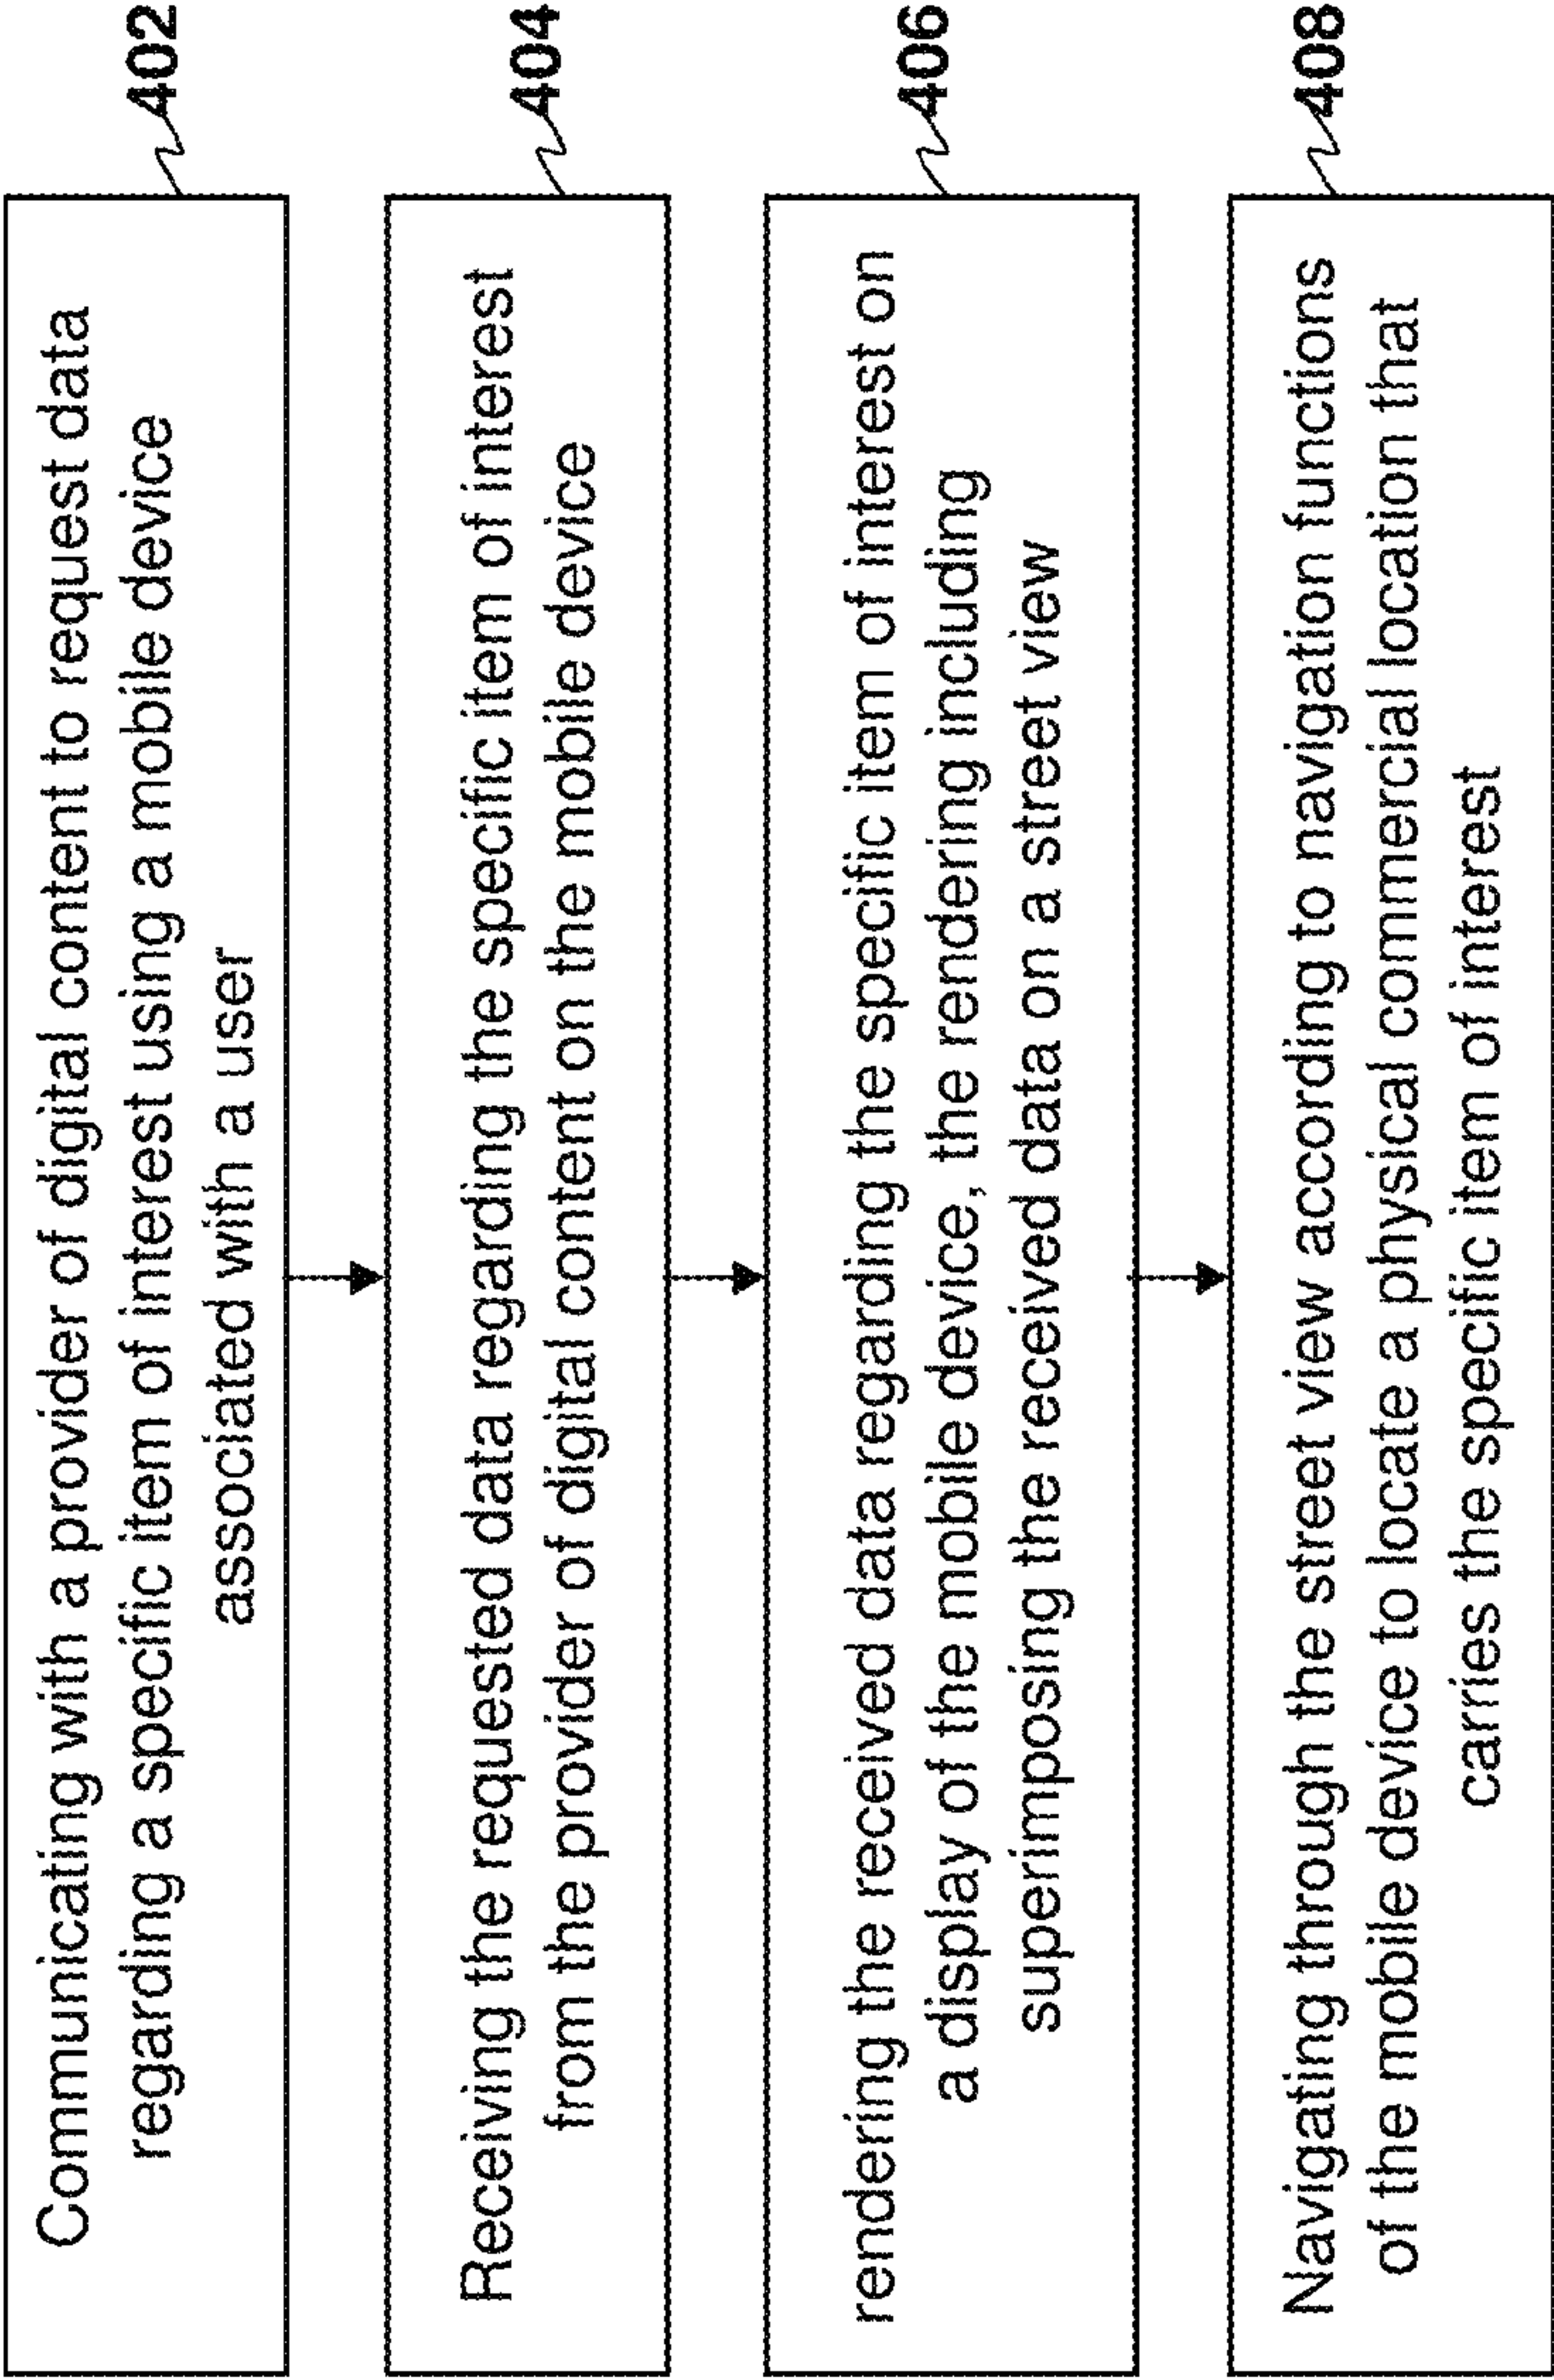 Communicating with a provider of digital content to request data
regarding a specific item of interest using a mobile device
associated with a user
402
Receiving the requested data regarding the specific item of interest
from the provider of digital content on the mobile device
404
rendering the received data regarding the specific item of interest on
a display of the mobile device, the rendering including
superimposing the received data on a street view
406
Navigating through the street view according to navigation functions
of the mobile device to locate a physical commercial location that
carries the specific item of interest
408